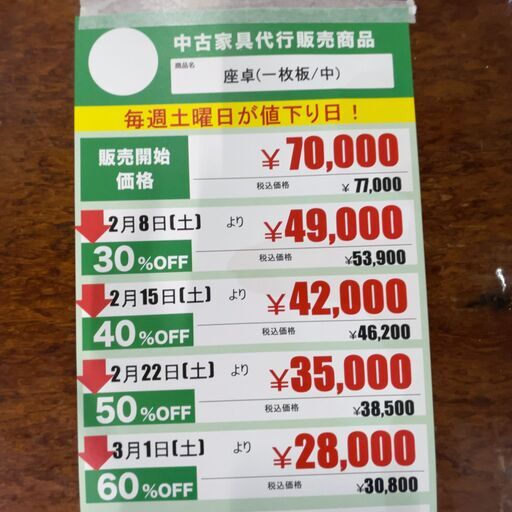 中古家具代行販売商品
商品名
座卓(一枚板/中)
毎週土曜日が値下り日！
販売開始
価格
¥70,000
税込価格 ¥77,000
2月8日(土) より ¥49,000
30%OFF 税込価格 ¥53,900
2月15日(土) より ¥42,000
40%OFF 税込価格 ¥46,200
2月22日(土) より ¥35,000
50%OFF 税込価格 ¥38,500
3月1日(土) より ¥28,000
60%OFF 税込価格 ¥30,800